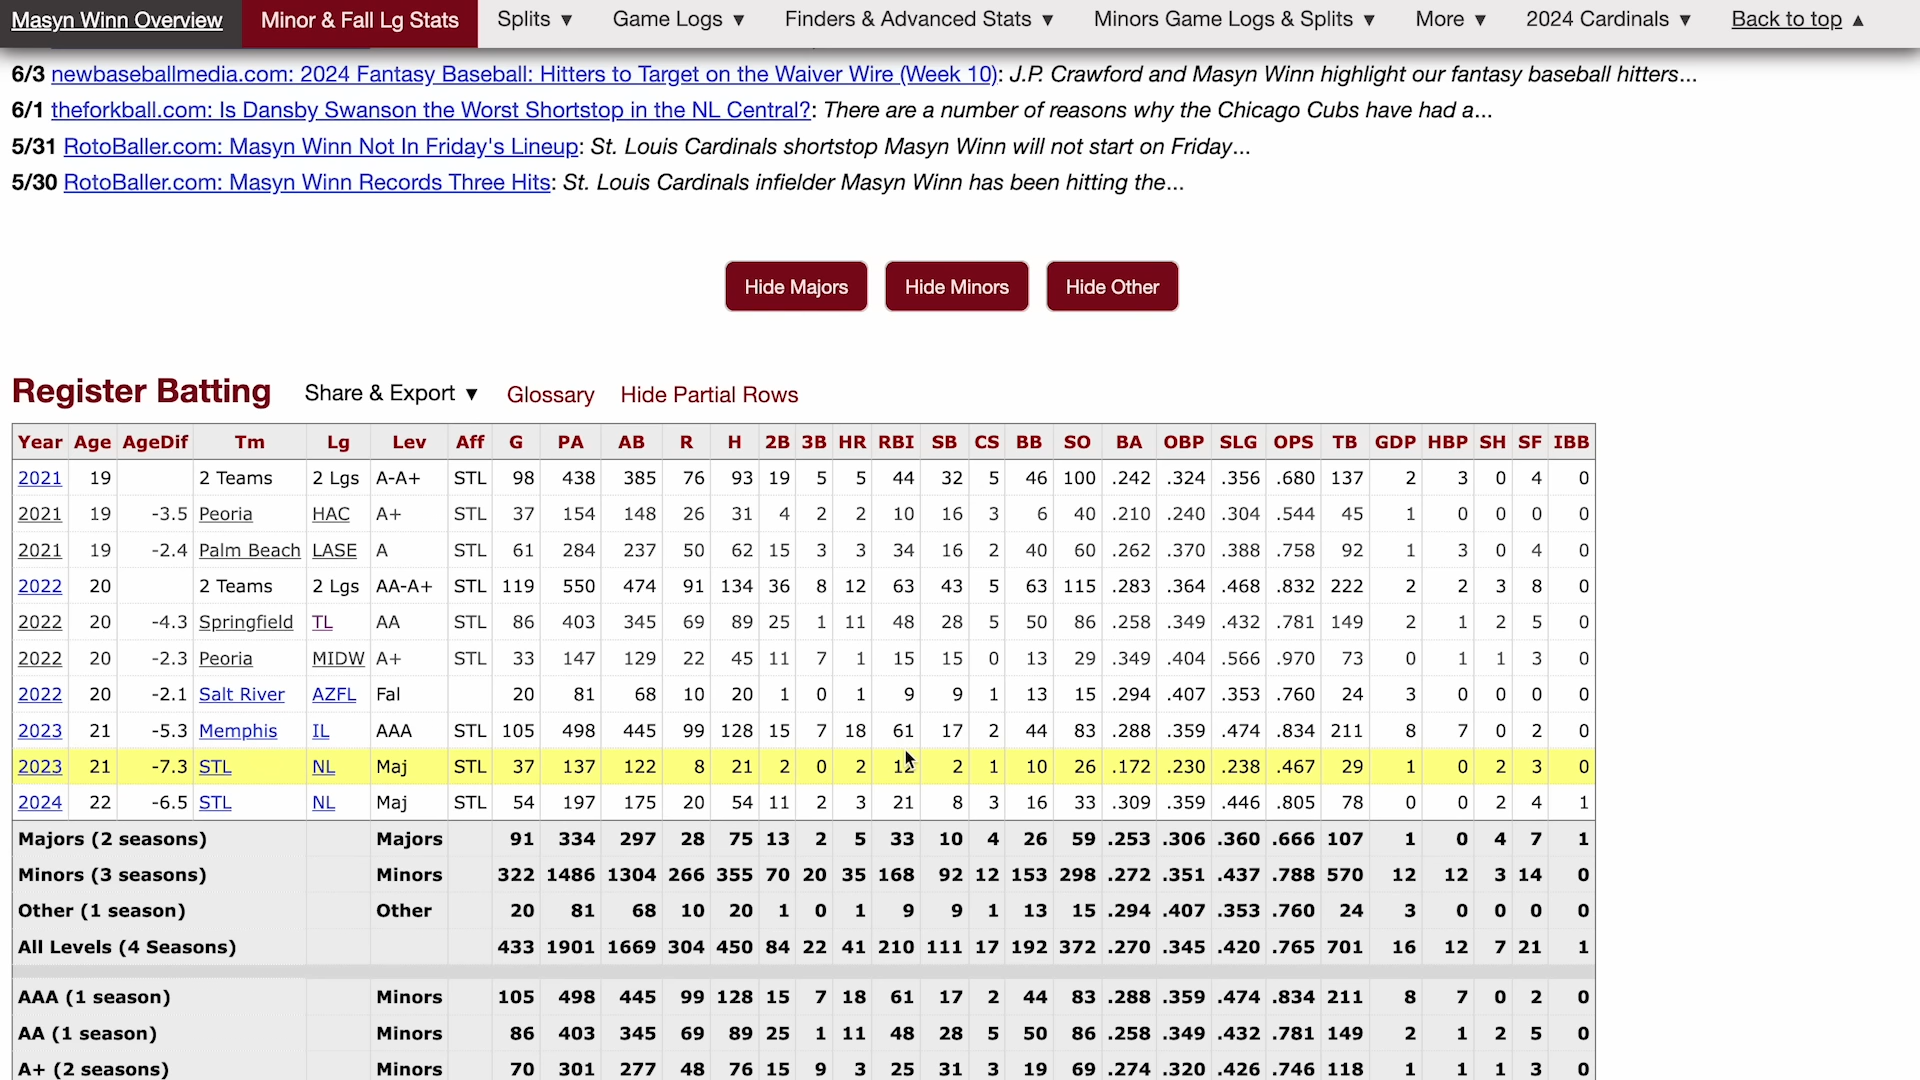 Masyn Winn Overview Minor & Fall Lg Stats Splits ▼ Game Logs ▼ Finders & Advanced Stats ▼ Minors Game Logs & Splits ▼ More ▼ 2024 Cardinals ▼ Back to top ▲
6/3 newbaseballmedia.com: 2024 Fantasy Baseball: Hitters to Target on the Waiver Wire (Week 10): J.P. Crawford and Masyn Winn highlight our fantasy baseball hitters...
6/1 theforkball.com: Is Dansby Swanson the Worst Shortstop in the NL Central?: There are a number of reasons why the Chicago Cubs have had a...
5/31 RotoBaller.com: Masyn Winn Not In Friday's Lineup: St. Louis Cardinals shortstop Masyn Winn will not start on Friday...
5/30 RotoBaller.com: Masyn Winn Records Three Hits: St. Louis Cardinals infielder Masyn Winn has been hitting the...
Hide Majors Hide Minors Hide Other
Register Batting Share & Export ▼ Glossary Hide Partial Rows
Year Age AgeDif Tm Lg Lev Aff G PA AB R H 2B 3B HR RBI SB CS BB SO BA OBP SLG OPS TB GDP HBP SH SF IBB
2021 19 2 Teams 2 Lgs A-A+ STL 98 438 385 76 93 19 5 5 44 32 5 46 100 .242 .324 .356 .680 137 2 3 0 4 0
2021 19 -3.5 Peoria HAC A+ STL 37 154 148 26 31 4 2 2 10 16 3 6 40 .210 .240 .304 .544 45 1 0 0 0 0
2021 19 -2.4 Palm Beach LASE A STL 61 284 237 50 62 15 3 3 34 16 2 40 60 .262 .370 .388 .758 92 1 3 0 4 0
2022 20 2 Teams 2 Lgs AA-A+ STL 119 550 474 91 134 36 8 12 63 43 5 63 115 .283 .364 .468 .832 222 2 2 3 8 0
2022 20 -4.3 Springfield TL AA STL 86 403 345 69 89 25 1 11 48 28 5 50 86 .258 .349 .432 .781 149 2 1 2 5 0
2022 20 -2.3 Peoria MIDW A+ STL 33 147 129 22 45 11 7 1 15 15 0 13 29 .349 .404 .566 .970 73 0 1 1 3 0
2022 20 -2.1 Salt River AZFL Fal 20 81 68 10 20 1 0 1 9 9 1 13 15 .294 .407 .353 .760 24 3 0 0 0 0
2023 21 -5.3 Memphis IL AAA STL 105 498 445 99 128 15 7 18 61 17 2 44 83 .288 .359 .474 .834 211 8 7 0 2 0
2023 21 -7.3 STL NL Maj STL 37 137 122 8 21 2 0 2 12 2 1 10 26 .172 .230 .238 .467 29 1 0 2 3 0
2024 22 -6.5 STL NL Maj STL 54 197 175 20 54 11 2 3 21 8 3 16 33 .309 .359 .446 .805 78 0 0 2 4 1
Majors (2 seasons) Majors 91 334 297 28 75 13 2 5 33 10 4 26 59 .253 .306 .360 .666 107 1 0 4 7 1
Minors (3 seasons) Minors 322 1486 1304 266 355 70 20 35 168 92 12 153 298 .272 .351 .437 .788 570 12 12 3 14 0
Other (1 season) Other 20 81 68 10 20 1 0 1 9 9 1 13 15 .294 .407 .353 .760 24 3 0 0 0 0
All Levels (4 Seasons) 433 1901 1669 304 450 84 22 41 210 111 17 192 372 .270 .345 .420 .765 701 16 12 7 21 1
AAA (1 season) Minors 105 498 445 99 128 15 7 18 61 17 2 44 83 .288 .359 .474 .834 211 8 7 0 2 0
AA (1 season) Minors 86 403 345 69 89 25 1 11 48 28 5 50 86 .258 .349 .432 .781 149 2 1 2 5 0
A+ (2 seasons) Minors 70 301 277 48 76 15 9 3 25 31 3 19 69 .274 .320 .426 .746 118 1 1 1 3 0